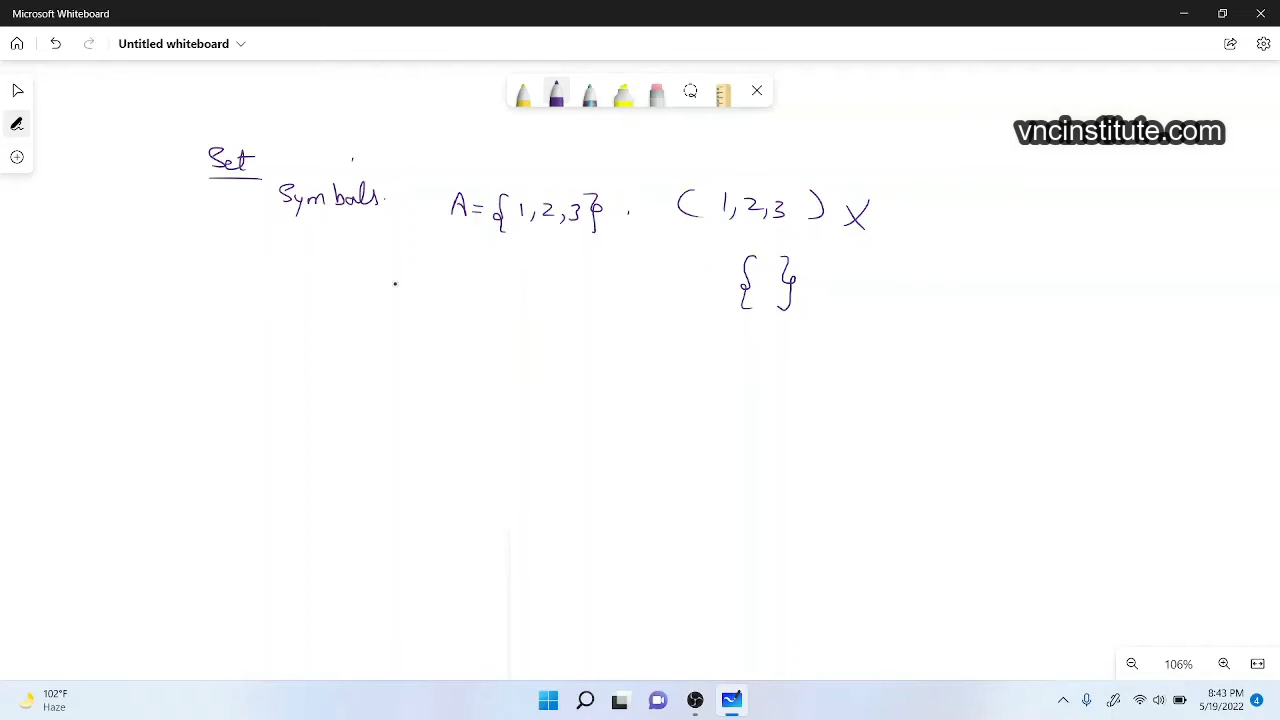 Microsoft Whiteboard
Untitled whiteboard
vncinstitute.com
Set
Symbols.
A = {1, 2, 3} . (1, 2, 3) X
{ }
106%
102°F
Haze
8:43 PM
5/19/2022
4